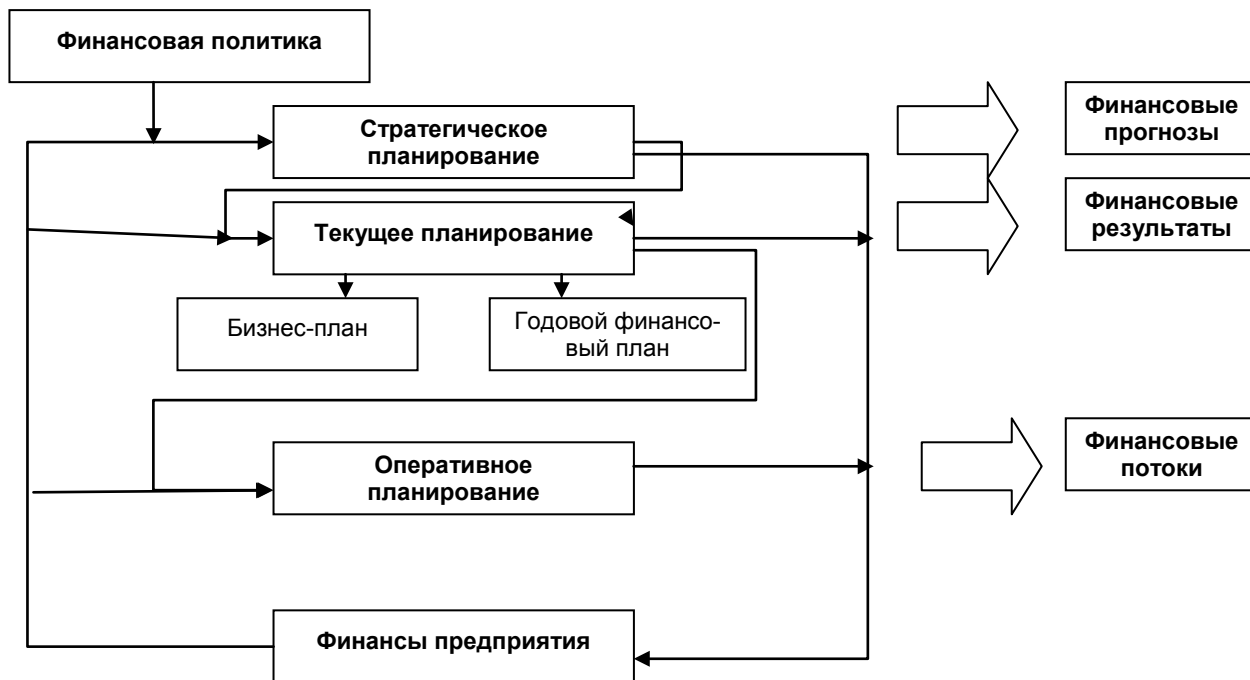 Финансовая политика
Стратегическое
планирование
Финансовые
прогнозы
Текущее планирование
Финансовые
результаты
Бизнес-план
Годовой финансо-
вый план
Оперативное
планирование
Финансовые
потоки
Финансы предприятия